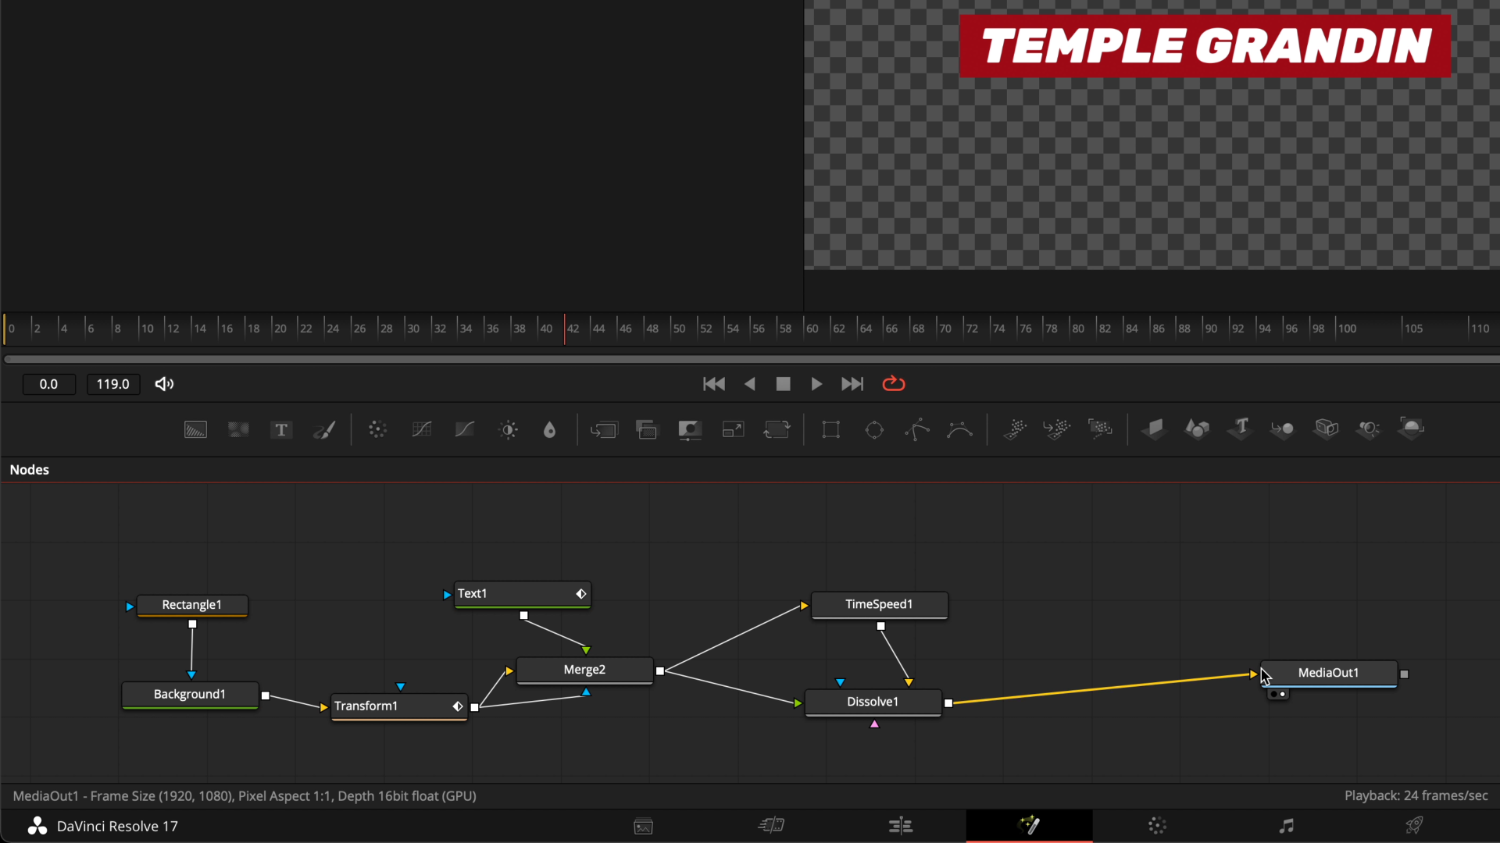 TEMPLE GRANDIN
0 2 4 6 8 10 12 14 16 18 20 22 24 26 28 30 32 34 36 38 40 42 44 46 48 50 52 54 56 58 60 62 64 66 68 70 72 74 76 78 80 82 84 86 88 90 92 94 96 98 100 105 110
0.0 119.0
T
Nodes
Text1
Rectangle1
TimeSpeed1
Merge2
MediaOut1
Background1
Transform1
Dissolve1
MediaOut1 - Frame Size (1920, 1080), Pixel Aspect 1:1, Depth 16bit float (GPU)
Playback: 24 frames/sec
DaVinci Resolve 17